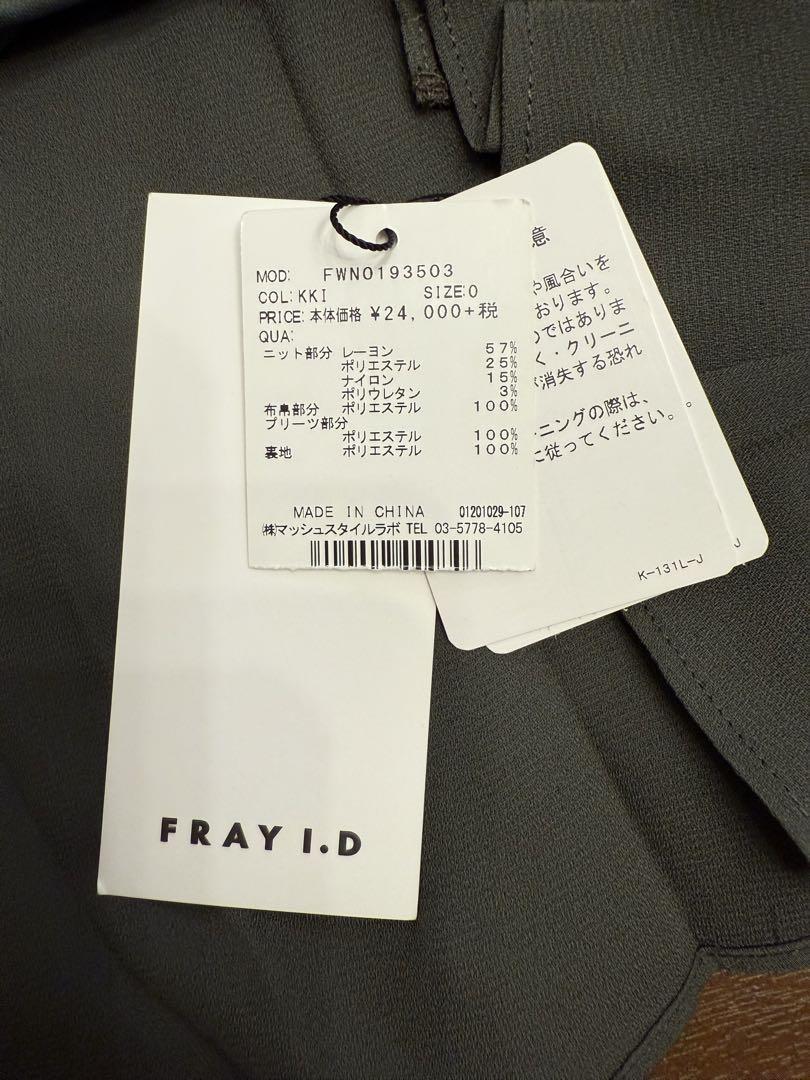 MOD: FWN0193503
COL:KKI SIZE:0
PRICE:本体価格 ¥24,000+税
QUA:
ニット部分 レーヨン 57%
ポリエステル 25%
ナイロン 15%
ポリウレタン 3%
布帛部分 ポリエステル 100%
プリーツ部分
ポリエステル 100%
裏地 ポリエステル 100%
MADE IN CHINA 01201029-107
㈱マッシュスタイルラボ TEL 03-5778-4105
意
や風合いを
おります。
のではありま
く・クリーニ
が消失する恐れ
ニングの際は、
に従ってください。
K-131L-J
J
FRAY I.D